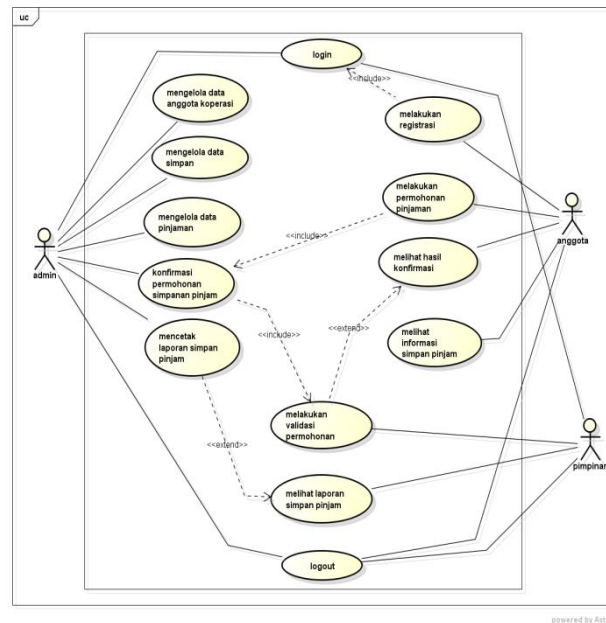 uc
login
<<include>>
mengelola data
anggota koperasi
melakukan
registrasi
mengelola data
simpan
melakukan
permohonan
pinjaman
mengelola data
pinjaman
<<include>>
admin
anggota
konfirmasi
permohonan
simpanan pinjam
melihat hasil
konfirmasi
mencetak
laporan simpan
pinjam
<<include>>
<<extend>>
melihat
informasi
simpan pinjam
melakukan
validasi
permohonan
<<extend>>
pimpinan
melihat laporan
simpan pinjam
logout
powered by Ast